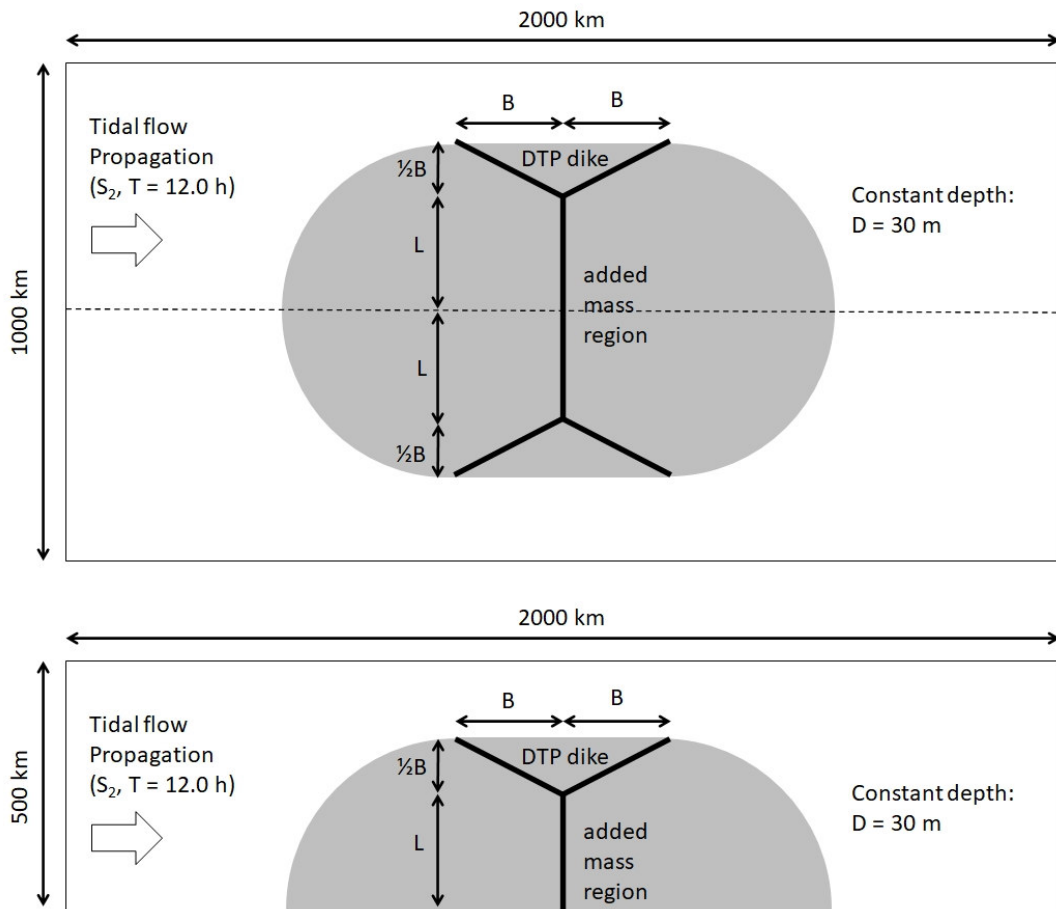 2000 km
B
B
Tidal flow
Propagation
(S₂, T = 12.0 h)
½B
DTP dike
Constant depth:
D = 30 m
L
added
mass
region
1000 km
L
½B
2000 km
B
B
Tidal flow
Propagation
(S₂, T = 12.0 h)
½B
DTP dike
Constant depth:
D = 30 m
500 km
L
added
mass
region